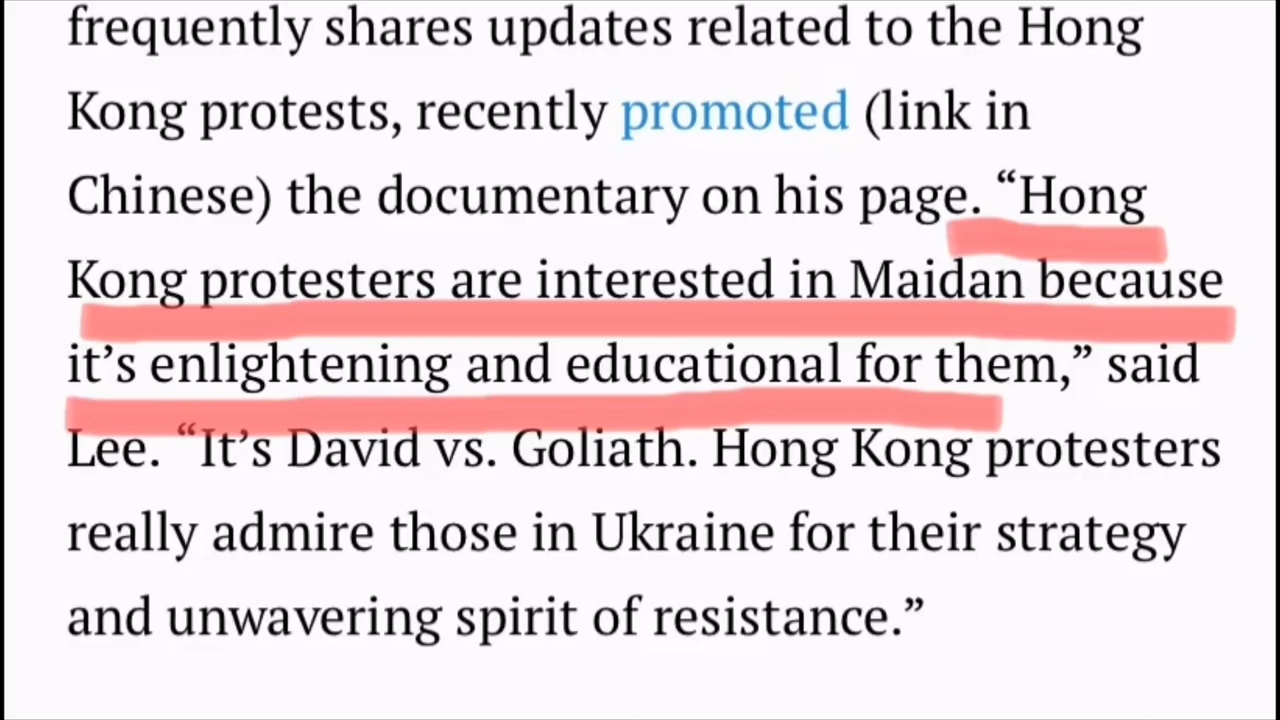 frequently shares updates related to the Hong
Kong protests, recently promoted (link in
Chinese) the documentary on his page. “Hong
Kong protesters are interested in Maidan because
it’s enlightening and educational for them,” said
Lee. “It’s David vs. Goliath. Hong Kong protesters
really admire those in Ukraine for their strategy
and unwavering spirit of resistance.”